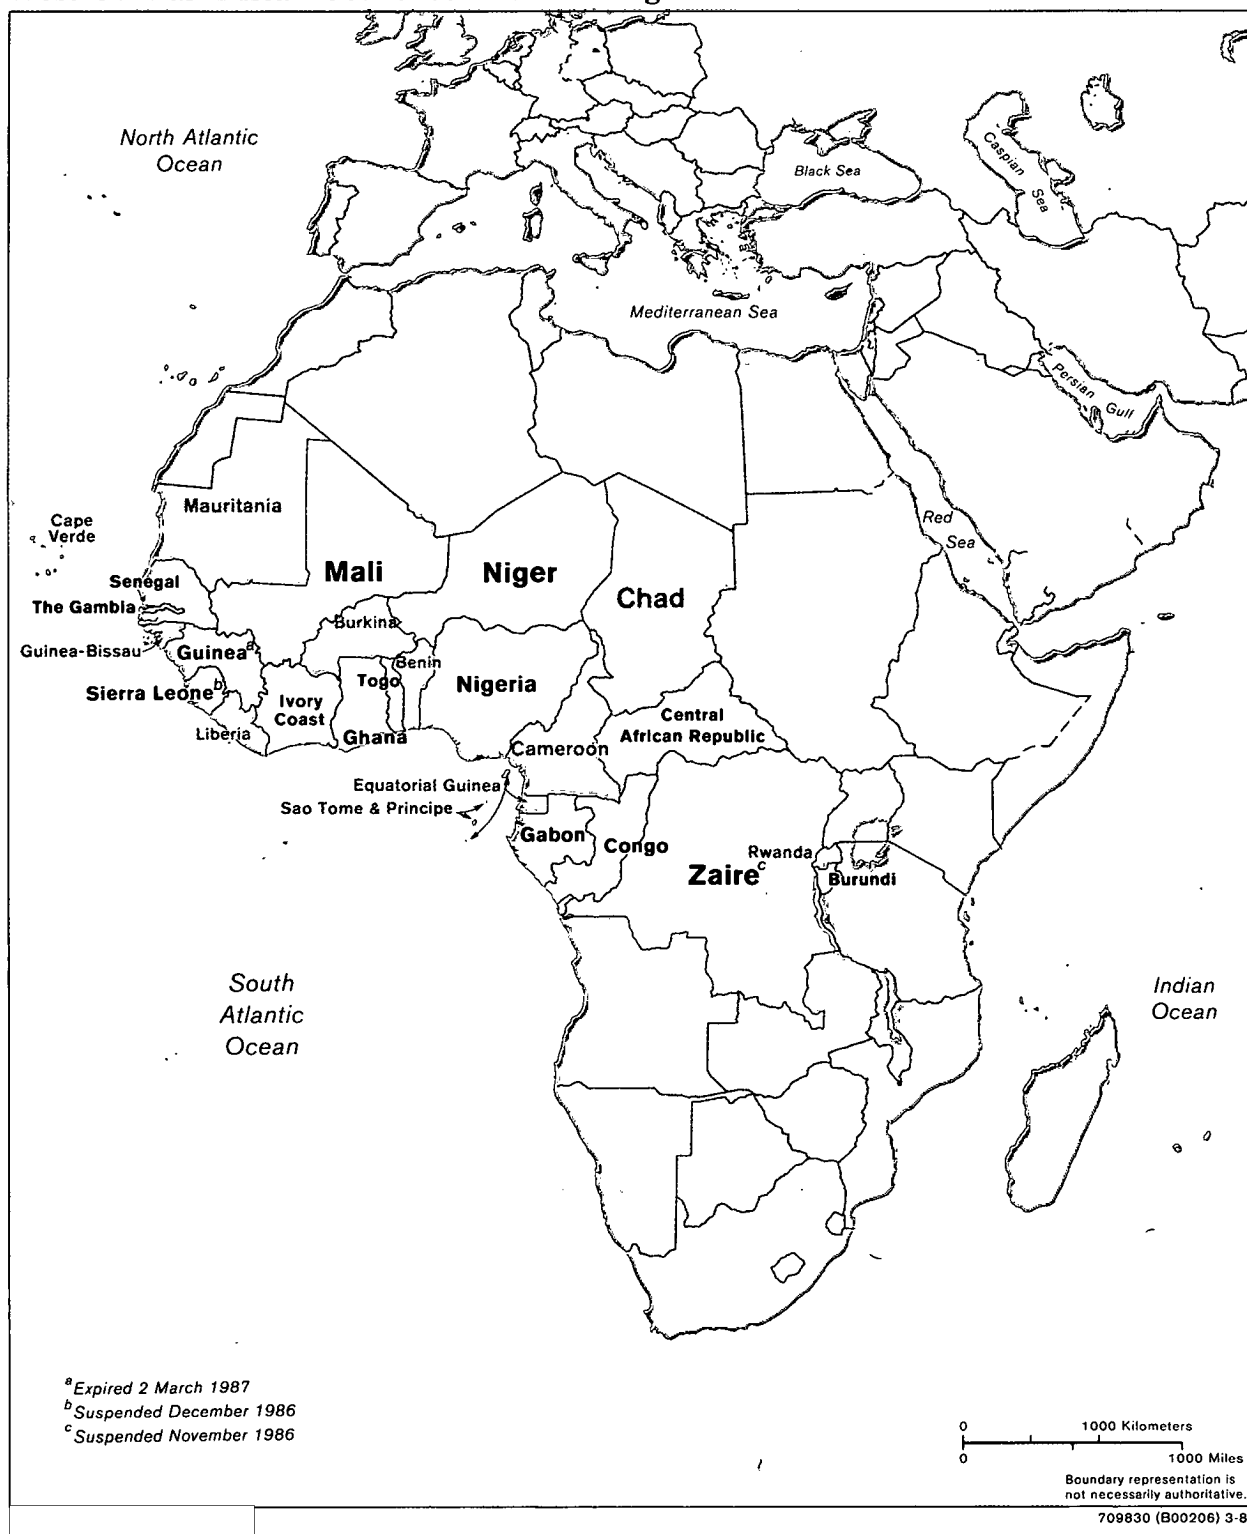 North Atlantic
Ocean
Black Sea
Caspian Sea
Mediterranean Sea
Persian Gulf
Mauritania
Cape
Verde
Red
Sea
Mali
Niger
Chad
Senegal
The Gambia
Burkina
Guinea-Bissau
Guinea a
Benin
Togo
Nigeria
Sierra Leone b
Ivory
Coast
Central
African Republic
Liberia
Ghana
Cameroon
Equatorial Guinea
Sao Tome & Principe
Gabon
Congo
Rwanda
Zaire c
Burundi
South
Atlantic
Ocean
Indian
Ocean
a Expired 2 March 1987
b Suspended December 1986
c Suspended November 1986
0 1000 Kilometers
0 1000 Miles
Boundary representation is
not necessarily authoritative.
709830 (B00206) 3-8